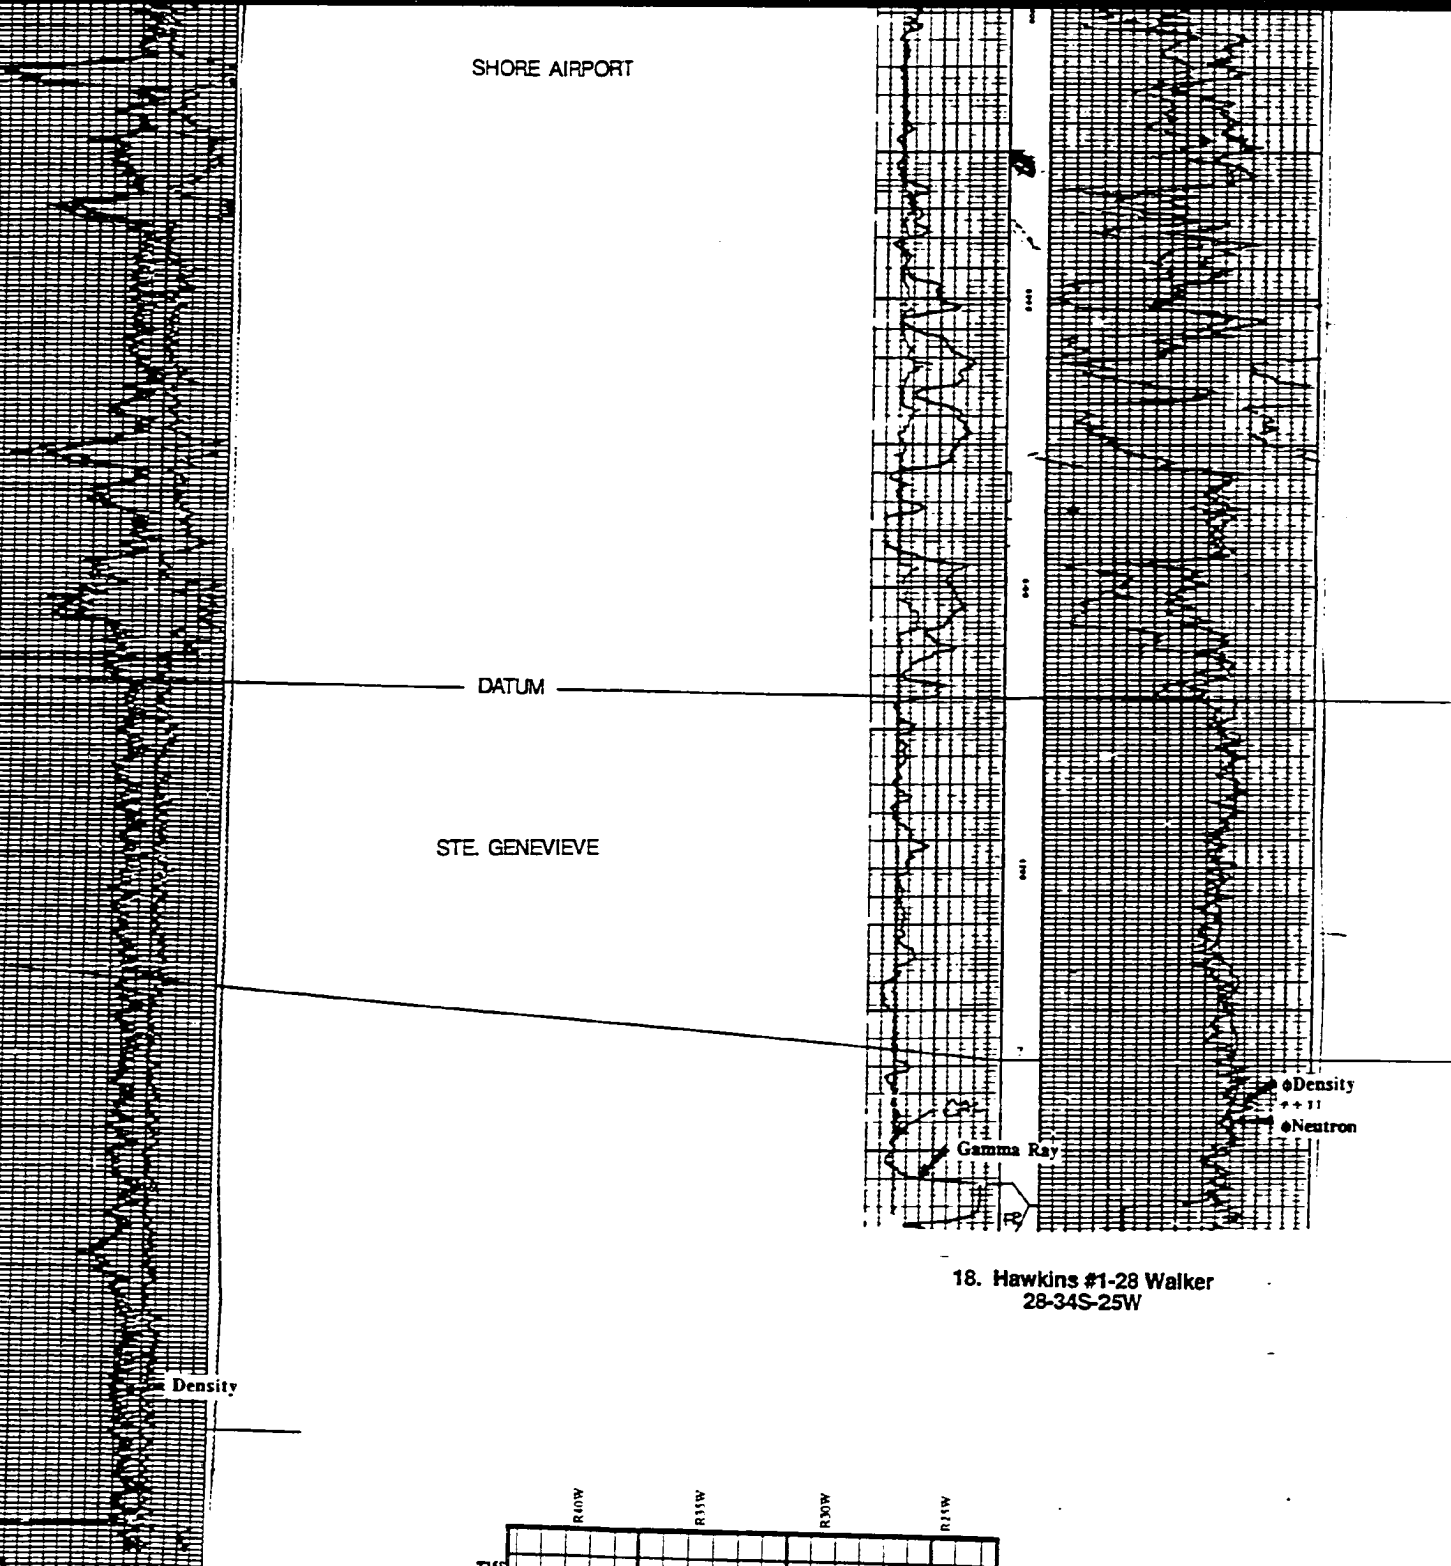 SHORE AIRPORT
DATUM
STE. GENEVIEVE
φDensity
φNeutron
Gamma Ray
18. Hawkins #1-28 Walker
28-34S-25W
Density
R40W
R35W
R30W
R25W